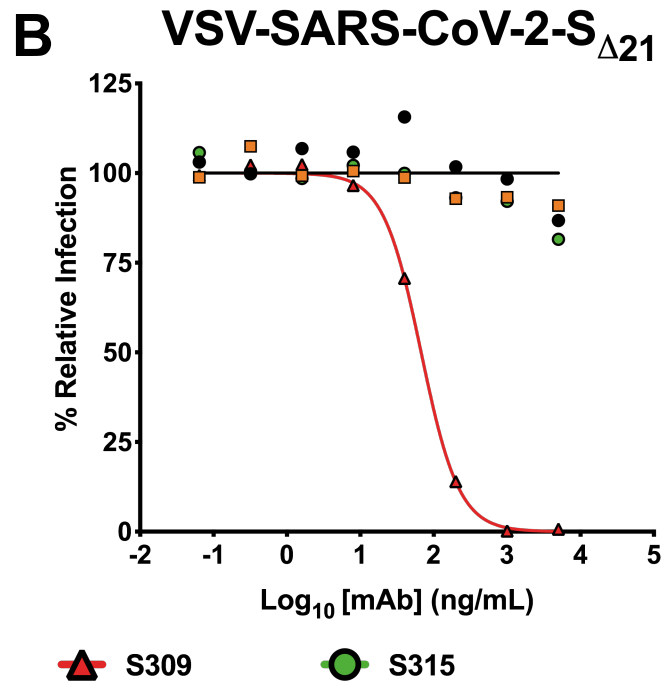 B
VSV-SARS-CoV-2-SΔ21
125
100
75
50
25
0
% Relative Infection
-2 -1 0 1 2 3 4 5
Log10 [mAb] (ng/mL)
S309 S315